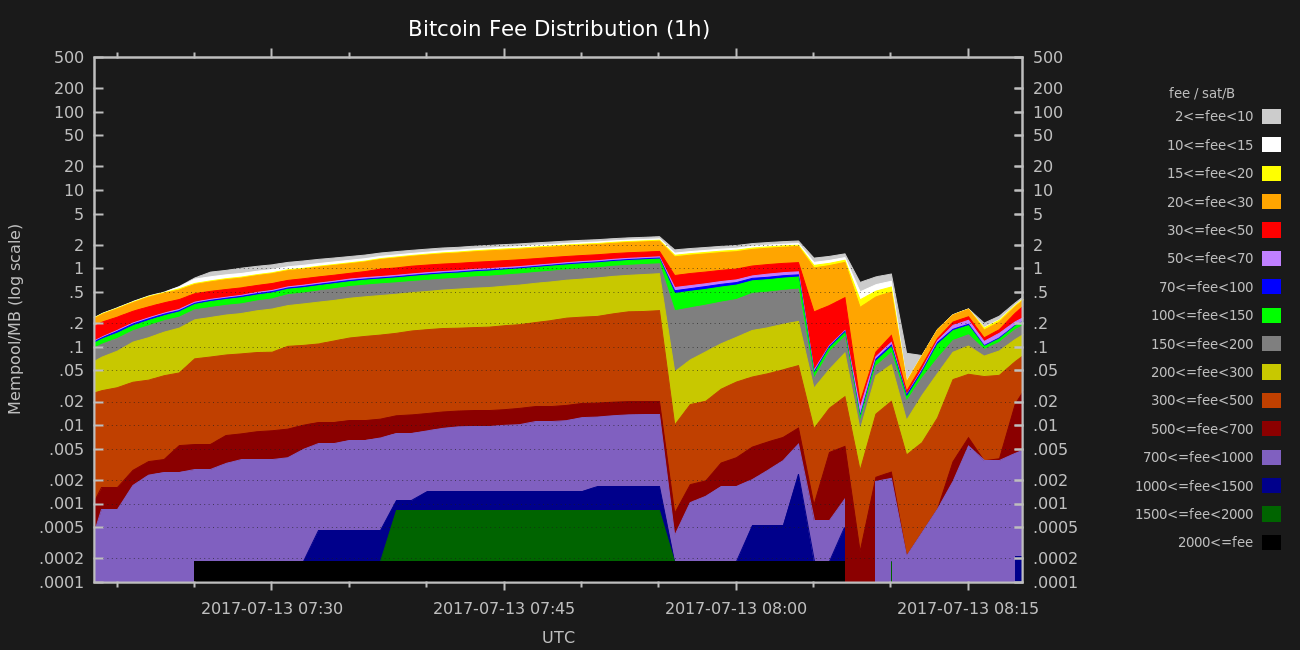 Bitcoin Fee Distribution (1h)
500
200
100
50
20
10
5
2
1
.5
.2
.1
.05
.02
.01
.005
.002
.001
.0005
.0002
.0001
Mempool/MB (log scale)
500
200
100
50
20
10
5
2
1
.5
.2
.1
.05
.02
.01
.005
.002
.001
.0005
.0002
.0001
2017-07-13 07:30
2017-07-13 07:45
2017-07-13 08:00
2017-07-13 08:15
UTC
fee / sat/B
2<=fee<10
10<=fee<15
15<=fee<20
20<=fee<30
30<=fee<50
50<=fee<70
70<=fee<100
100<=fee<150
150<=fee<200
200<=fee<300
300<=fee<500
500<=fee<700
700<=fee<1000
1000<=fee<1500
1500<=fee<2000
2000<=fee